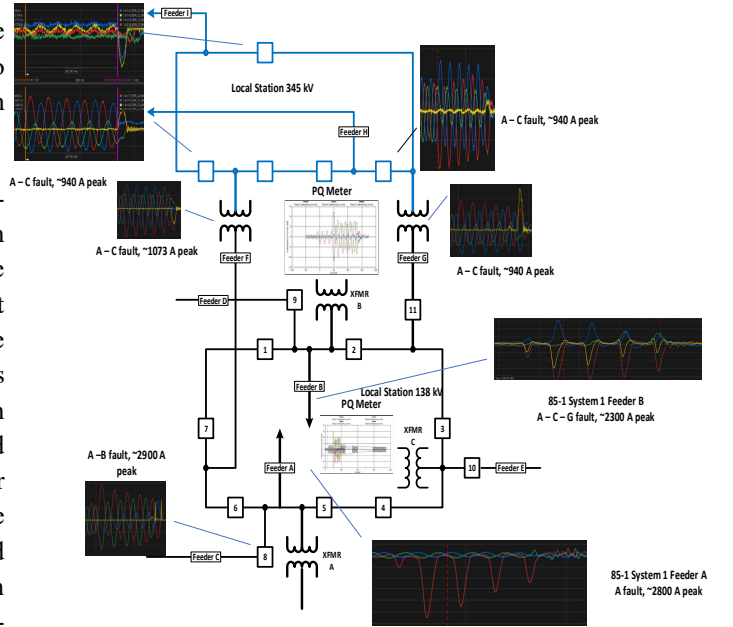 Feeder I
Local Station 345 kV
Feeder H
A – C fault, ~940 A peak
A – C fault, ~940 A peak
PQ Meter
A – C fault, ~1073 A peak
Feeder F
Feeder G
A – C fault, ~940 A peak
Feeder D
9
XFMR
B
11
1
2
Feeder B
Local Station 138 kV
PQ Meter
85-1 System 1 Feeder B
A – C – G fault, ~2300 A peak
7
3
XFMR
C
A –B fault, ~2900 A
peak
Feeder A
10
Feeder E
6
5
4
Feeder C
8
XFMR
A
85-1 System 1 Feeder A
A fault, ~2800 A peak